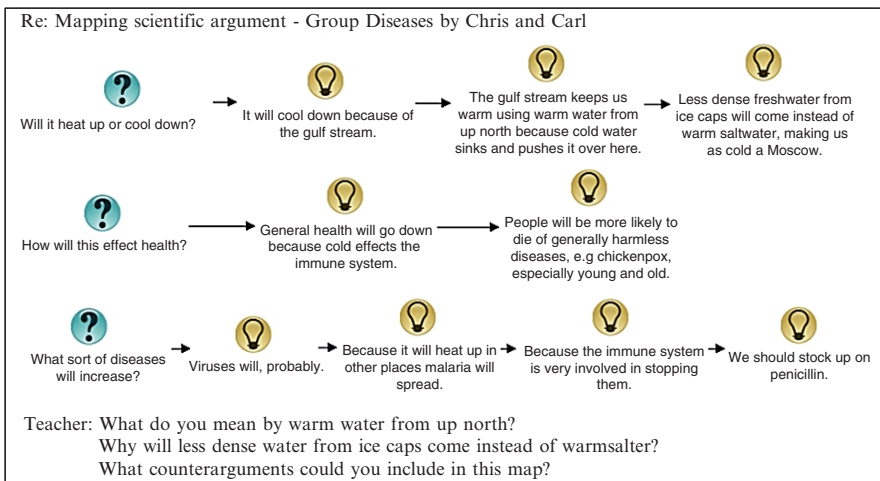 Re: Mapping scientific argument - Group Diseases by Chris and Carl
Will it heat up or cool down?
It will cool down because of
the gulf stream.
The gulf stream keeps us
warm using warm water from
up north because cold water
sinks and pushes it over here.
Less dense freshwater from
ice caps will come instead of
warm saltwater, making us
as cold a Moscow.
How will this effect health?
General health will go down
because cold effects the
immune system.
People will be more likely to
die of generally harmless
diseases, e.g chickenpox,
especially young and old.
What sort of diseases
will increase?
Viruses will, probably.
Because it will heat up in
other places malaria will
spread.
Because the immune system
is very involved in stopping
them.
We should stock up on
penicillin.
Teacher: What do you mean by warm water from up north?
Why will less dense water from ice caps come instead of warmsalter?
What counterarguments could you include in this map?